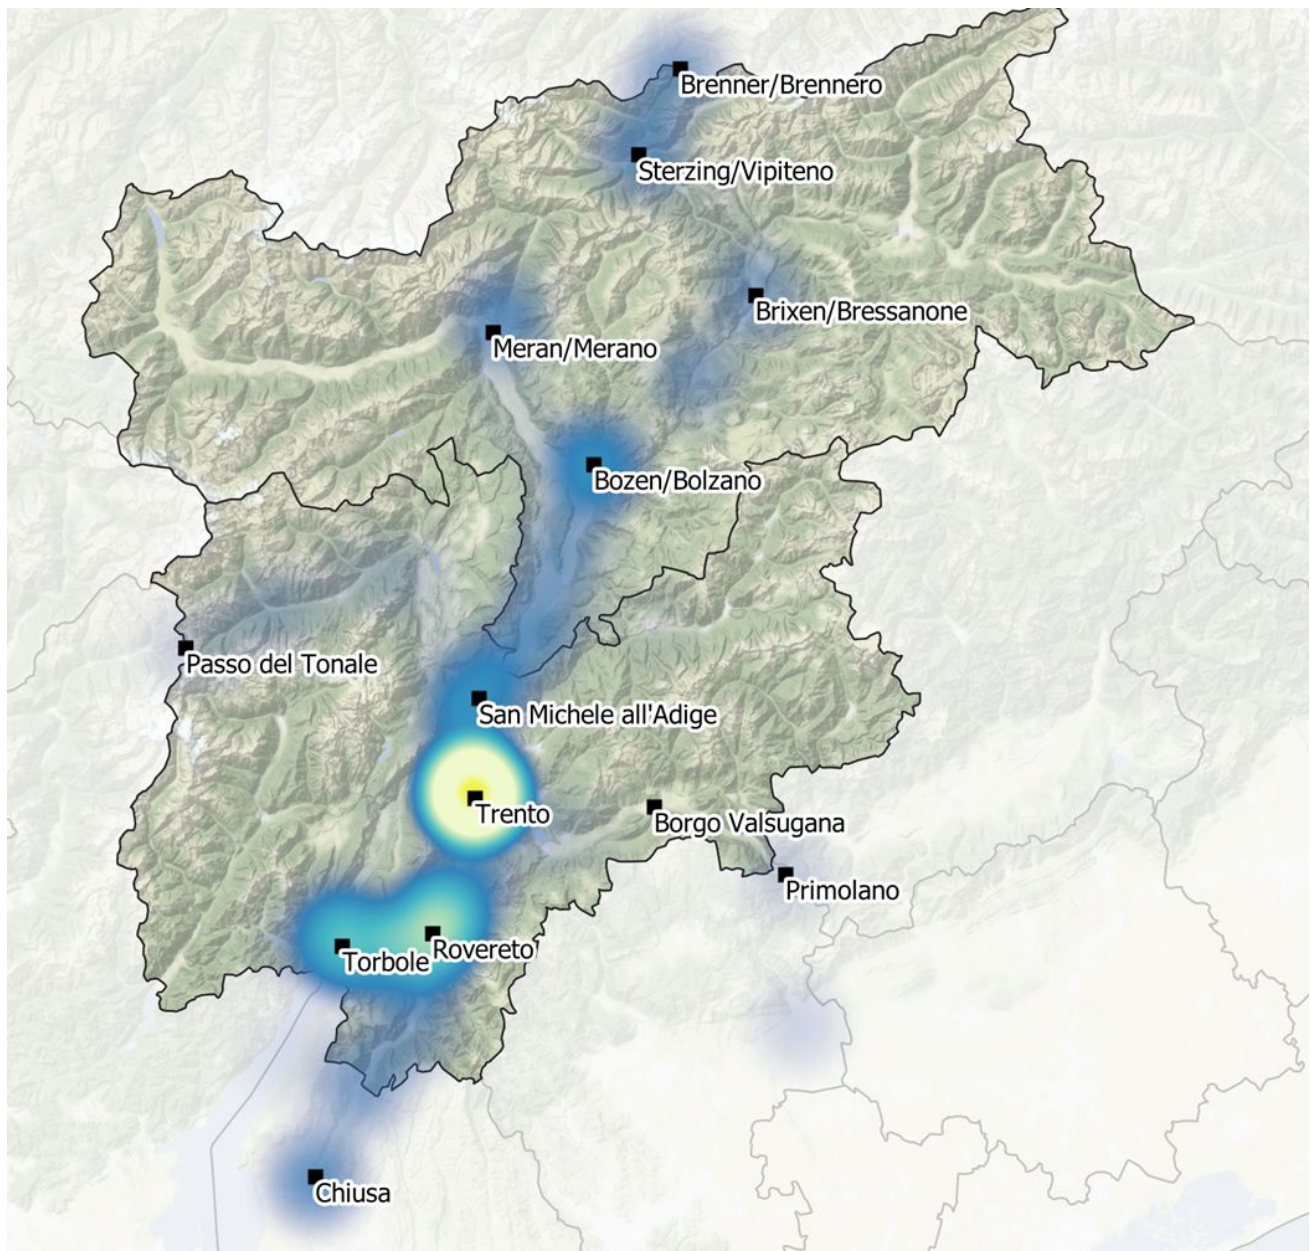 Brenner/Brennero
Sterzing/Vipiteno
Brixen/Bressanone
Meran/Merano
Bozen/Bolzano
Passo del Tonale
San Michele all'Adige
Trento
Borgo Valsugana
Primolano
Rovereto
Torbole
Chiusa